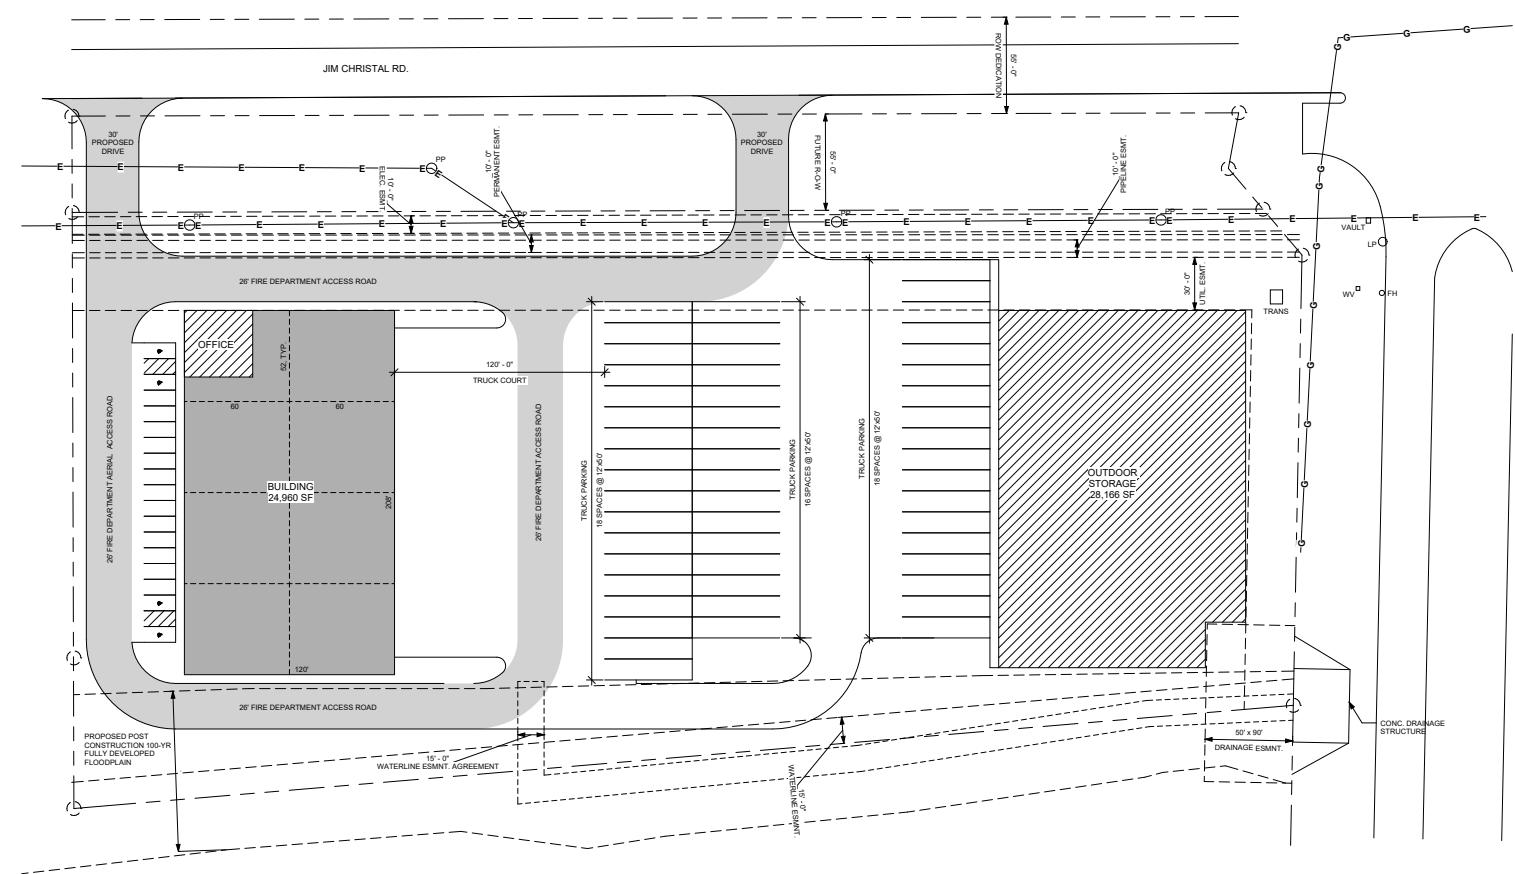 JIM CHRISTAL RD.
55' - 0"
ROW DEDICATION
G
G
G
G
30'
PROPOSED
DRIVE
30'
PROPOSED
DRIVE
55' - 0"
FUTURE R-O-W
10' - 0"
PERMANENT ESMT.
10' - 0"
ELEC. ESMT.
10' - 0"
PIPELINE ESMT.
E
E
E
E
E
E
E
E
PP
G
G
G
E
PP
E
E
E
E
E
E
E
E
PP
E
E
E
E
PP
E
E
E
E
E
E
PP
E
E
E
E
E
E
VAULT
LP
G
26' FIRE DEPARTMENT ACCESS ROAD
30' - 0"
UTIL. ESMT.
TRANS
WV
FH
G
OFFICE
52, TYP.
120' - 0"
TRUCK COURT
60
60
G
G
G
G
26' FIRE DEPARTMENT AERIAL ACCESS ROAD
BUILDING
24,960 SF
208'
120'
26' FIRE DEPARTMENT ACCESS ROAD
TRUCK PARKING
18 SPACES @ 12'x50'
TRUCK PARKING
16 SPACES @ 12'x50'
TRUCK PARKING
18 SPACES @ 12'x50'
OUTDOOR
STORAGE
28,166 SF
26' FIRE DEPARTMENT ACCESS ROAD
PROPOSED POST
CONSTRUCTION 100-YR
FULLY DEVELOPED
FLOODPLAIN
15' - 0"
WATERLINE ESMNT. AGREEMENT
15' - 0"
WATERLINE ESMNT.
50' x 90'
DRAINAGE ESMNT.
CONC. DRAINAGE
STRUCTURE